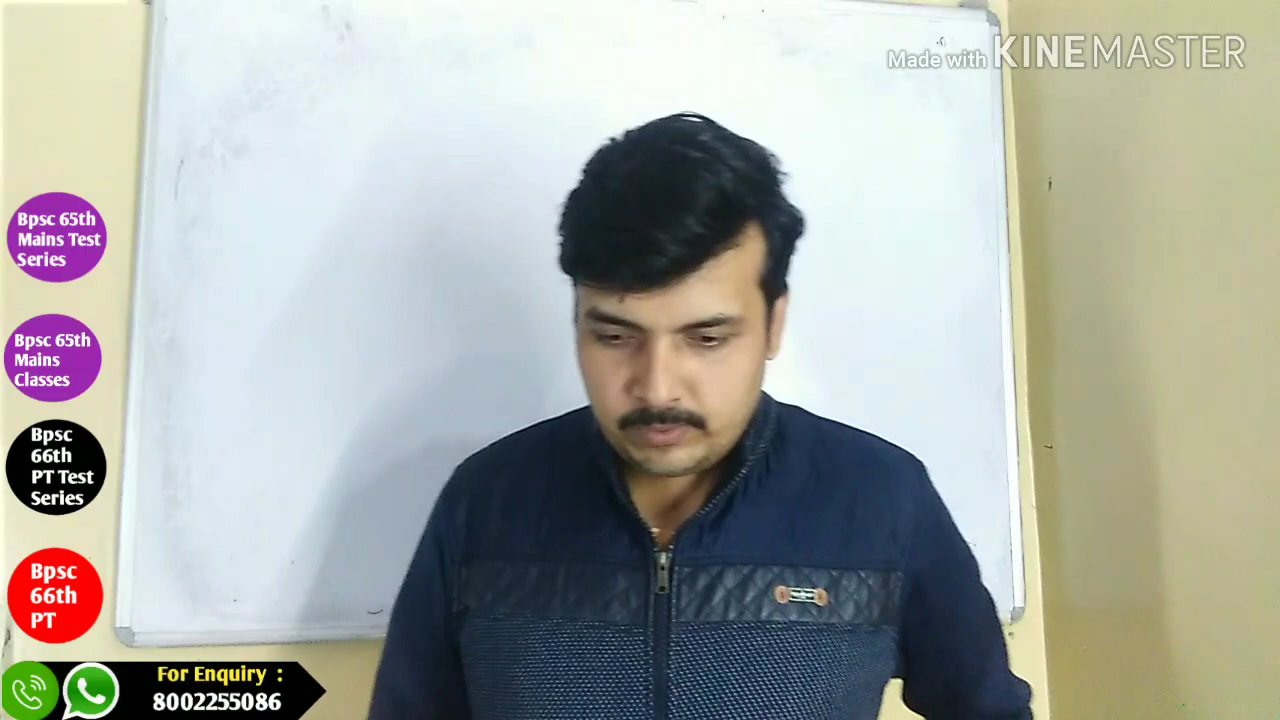 Made with KINEMASTER
Bpsc 65th
Mains Test
Series
Bpsc 65th
Mains
Classes
Bpsc
66th
PT Test
Series
Bpsc
66th
PT
For Enquiry :
8002255086